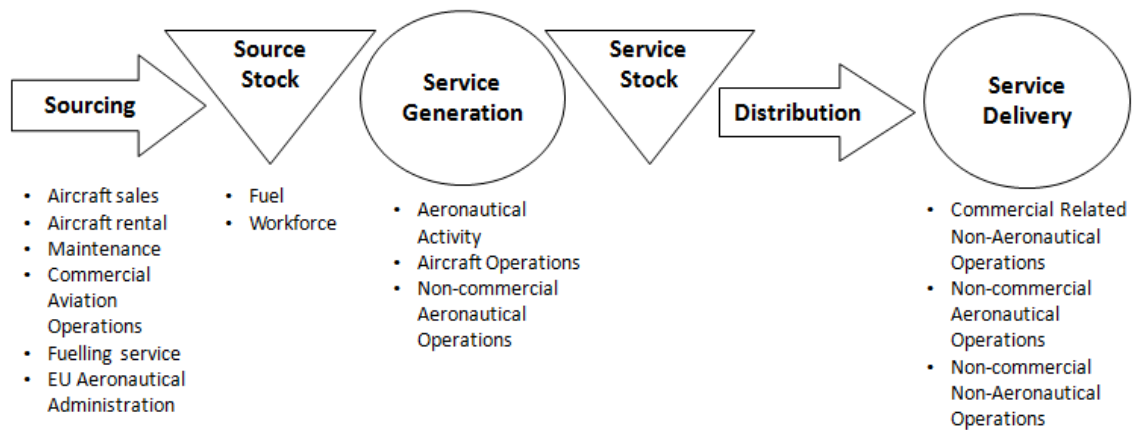 Sourcing
Source
Stock
Service
Generation
Service
Stock
Distribution
Service
Delivery
• Aircraft sales
• Aircraft rental
• Maintenance
• Commercial
Aviation
Operations
• Fuelling service
• EU Aeronautical
Administration
• Fuel
• Workforce
• Aeronautical
Activity
• Aircraft Operations
• Non-commercial
Aeronautical
Operations
• Commercial Related
Non-Aeronautical
Operations
• Non-commercial
Aeronautical
Operations
• Non-commercial
Non-Aeronautical
Operations